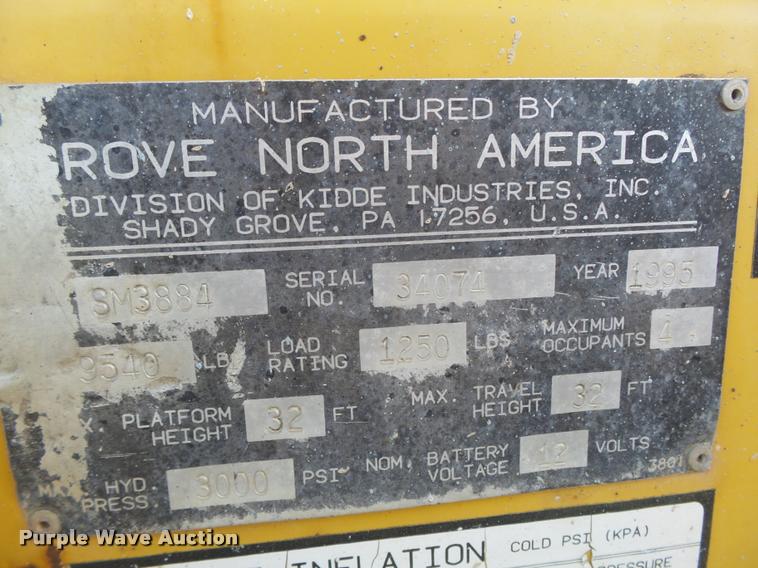 MANUFACTURED BY
ROVE NORTH AMERICA
DIVISION OF KIDDE INDUSTRIES, INC.
SHADY GROVE, PA 17256, U.S.A.
SM3884 SERIAL NO. 34074 YEAR 1995
9540 LB LOAD RATING 1250 LBS MAXIMUM OCCUPANTS 4
X. PLATFORM HEIGHT 32 FT MAX. TRAVEL HEIGHT 32 FT
HYD. PRESS. 3000 PSI NOM. BATTERY VOLTAGE 12 VOLTS
3801
INFLATION COLD PSI (KPA)
PRESSURE
Purple Wave Auction